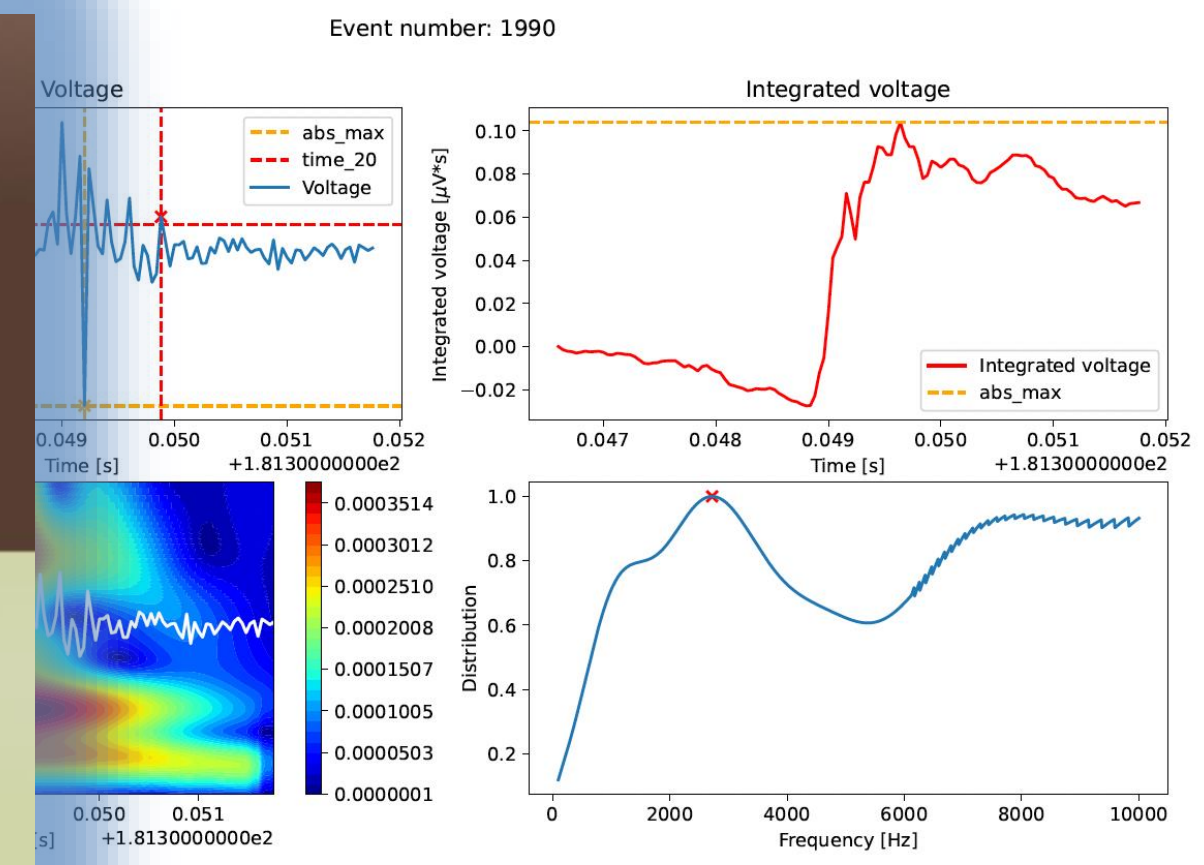 Event number: 1990
Voltage
abs_max
time_20
Voltage
0.049 0.050 0.051 0.052
Time [s] +1.8130000000e2
Integrated voltage
Integrated voltage [μV*s]
0.10
0.08
0.06
0.04
0.02
0.00
−0.02
Integrated voltage
abs_max
0.047 0.048 0.049 0.050 0.051 0.052
Time [s] +1.8130000000e2
0.0003514
0.0003012
0.0002510
0.0002008
0.0001507
0.0001005
0.0000503
0.0000001
0.050 0.051
[s] +1.8130000000e2
Distribution
1.0
0.8
0.6
0.4
0.2
0 2000 4000 6000 8000 10000
Frequency [Hz]